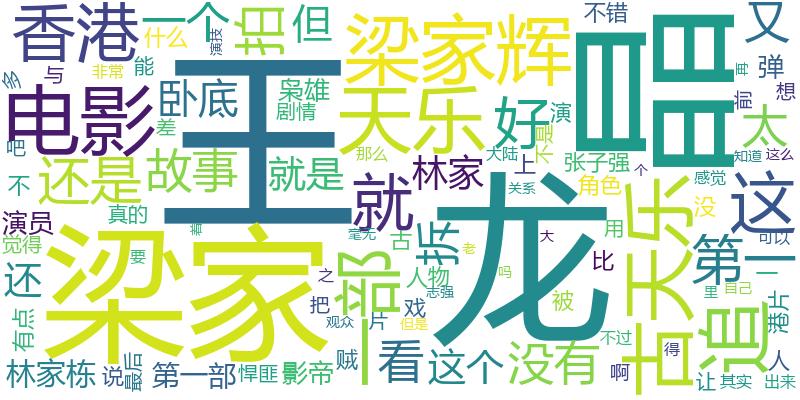 香港
一个
什么
演技
非常
能
多
与
拍
但
梁家辉
不错
又
弹
想
再
前
晶
王
电影
卧底
枭雄
剧情
天乐
好
演
不是
太
吧
差
还是
故事
就是
那么
就
林家
大陆
上
张子强
角色
知道
这么
感觉
个
不
演员
真的
觉得
着
梁家
龙
拆
关系
没
这
还
要
毫无
古
部
人物
老
用
比
第一
可以
一
大
古天乐
之
志强
吗
里
自己
有点
把
戏
被
追
港片
观众
片
但是
不过
得
林家栋
说
最后
第一部
悍匪
影帝
贼
一
看
这个
没有
啊
让
其实
人
出来